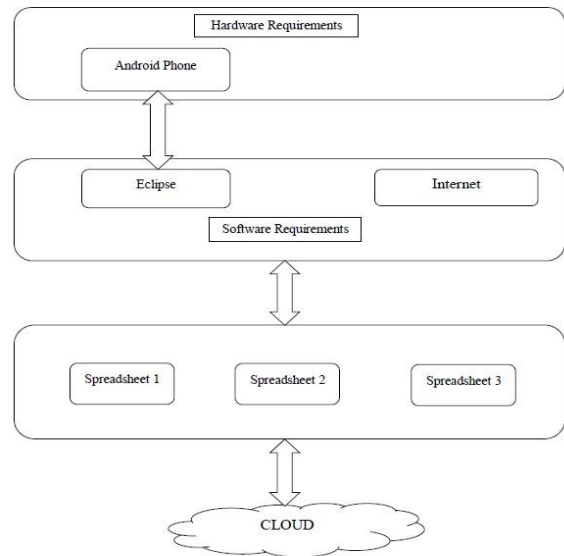 Hardware Requirements
Android Phone
Eclipse
Internet
Software Requirements
Spreadsheet 1
Spreadsheet 2
Spreadsheet 3
CLOUD